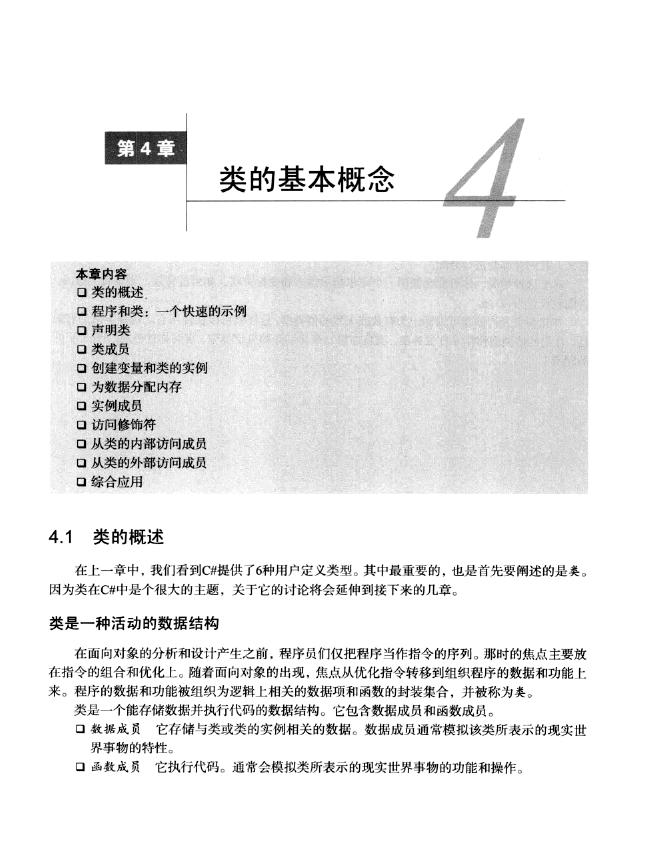 第4章
4
类的基本概念
本章内容
❑ 类的概述
❑ 程序和类：一个快速的示例
❑ 声明类
❑ 类成员
❑ 创建变量和类的实例
❑ 为数据分配内存
❑ 实例成员
❑ 访问修饰符
❑ 从类的内部访问成员
❑ 从类的外部访问成员
❑ 综合应用
4.1 类的概述
在上一章中，我们看到C#提供了6种用户定义类型。其中最重要的，也是首先要阐述的是类。
因为类在C#中是个很大的主题，关于它的讨论将会延伸到接下来的几章。
类是一种活动的数据结构
在面向对象的分析和设计产生之前，程序员们仅把程序当作指令的序列。那时的焦点主要放
在指令的组合和优化上。随着面向对象的出现，焦点从优化指令转移到组织程序的数据和功能上
来。程序的数据和功能被组织为逻辑上相关的数据项和函数的封装集合，并被称为类。
类是一个能存储数据并执行代码的数据结构。它包含数据成员和函数成员。
❑ 数据成员 它存储与类或类的实例相关的数据。数据成员通常模拟该类所表示的现实世
界事物的特性。
❑ 函数成员 它执行代码。通常会模拟类所表示的现实世界事物的功能和操作。